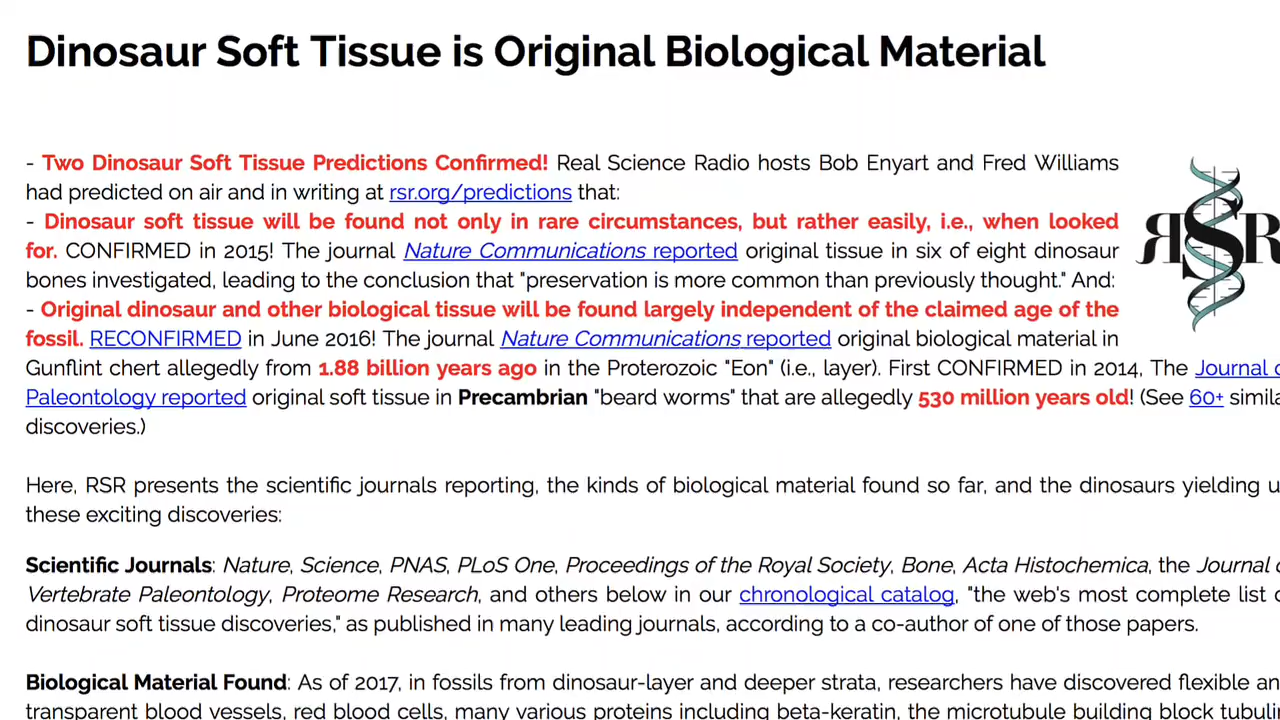 Dinosaur Soft Tissue is Original Biological Material
- Two Dinosaur Soft Tissue Predictions Confirmed! Real Science Radio hosts Bob Enyart and Fred Williams
had predicted on air and in writing at rsr.org/predictions that:
- Dinosaur soft tissue will be found not only in rare circumstances, but rather easily, i.e., when looked
for. CONFIRMED in 2015! The journal Nature Communications reported original tissue in six of eight dinosaur
bones investigated, leading to the conclusion that "preservation is more common than previously thought." And:
- Original dinosaur and other biological tissue will be found largely independent of the claimed age of the
fossil. RECONFIRMED in June 2016! The journal Nature Communications reported original biological material in
Gunflint chert allegedly from 1.88 billion years ago in the Proterozoic "Eon" (i.e., layer). First CONFIRMED in 2014, The Journal
Paleontology reported original soft tissue in Precambrian "beard worms" that are allegedly 530 million years old! (See 60+
discoveries.)
RSR
Here, RSR presents the scientific journals reporting, the kinds of biological material found so far, and the dinosaurs yielding
these exciting discoveries:
Scientific Journals: Nature, Science, PNAS, PLoS One, Proceedings of the Royal Society, Bone, Acta Histochemica, the Journal
Vertebrate Paleontology, Proteome Research, and others below in our chronological catalog, "the web's most complete list
dinosaur soft tissue discoveries," as published in many leading journals, according to a co-author of one of those papers.
Biological Material Found: As of 2017, in fossils from dinosaur-layer and deeper strata, researchers have discovered flexible
transparent blood vessels, red blood cells, many various proteins including beta-keratin, the microtubule building block